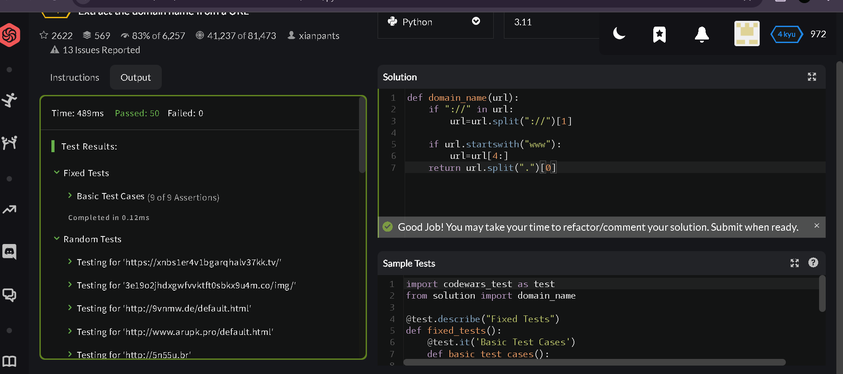 Extract the domain name from a URL
Python
3.11
2622 569 83% of 6,257 41,237 of 81,473 xianpants
4 kyu 972
13 Issues Reported
Instructions Output
Time: 489ms Passed: 50 Failed: 0
Test Results:
Fixed Tests
Basic Test Cases (9 of 9 Assertions)
Completed in 0.12ms
Random Tests
Testing for 'https://xnbs1er4v1bgarqhalv37kk.tv/'
Testing for '3e19o2jhdxgwfvvktft0sbkx9u4m.co/img/'
Testing for 'http://9vnmw.de/default.html'
Testing for 'http://www.arupk.pro/default.html'
Testing for 'http://5n55u.br'
Solution
1 def domain_name(url):
2 if "://" in url:
3 url=url.split("://")[1]
4
5 if url.startswith("www"):
6 url=url[4:]
7 return url.split(".")[0]
Good Job! You may take your time to refactor/comment your solution. Submit when ready.
Sample Tests
1 import codewars_test as test
2 from solution import domain_name
3
4 @test.describe("Fixed Tests")
5 def fixed_tests():
6 @test.it('Basic Test Cases')
7 def basic_test_cases():